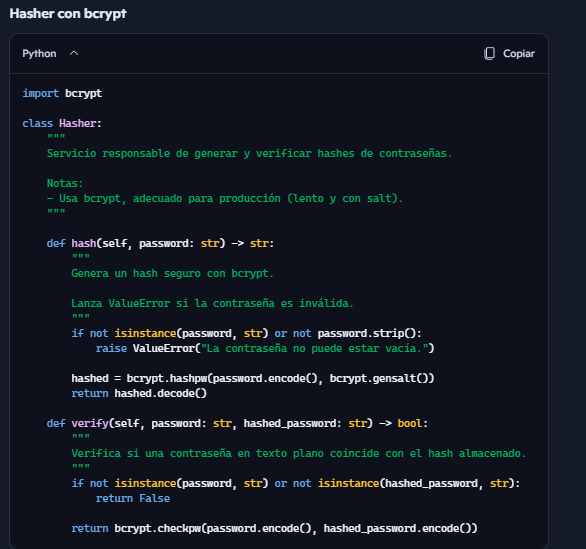 Hasher con bcrypt
Python
Copiar
import bcrypt
class Hasher:
    """
    Servicio responsable de generar y verificar hashes de contraseñas.

    Notas:
    - Usa bcrypt, adecuado para producción (lento y con salt).
    """

    def hash(self, password: str) -> str:
        """
        Genera un hash seguro con bcrypt.

        Lanza ValueError si la contraseña es inválida.
        """
        if not isinstance(password, str) or not password.strip():
            raise ValueError("La contraseña no puede estar vacía.")

        hashed = bcrypt.hashpw(password.encode(), bcrypt.gensalt())
        return hashed.decode()

    def verify(self, password: str, hashed_password: str) -> bool:
        """
        Verifica si una contraseña en texto plano coincide con el hash almacenado.
        """
        if not isinstance(password, str) or not isinstance(hashed_password, str):
            return False

        return bcrypt.checkpw(password.encode(), hashed_password.encode())